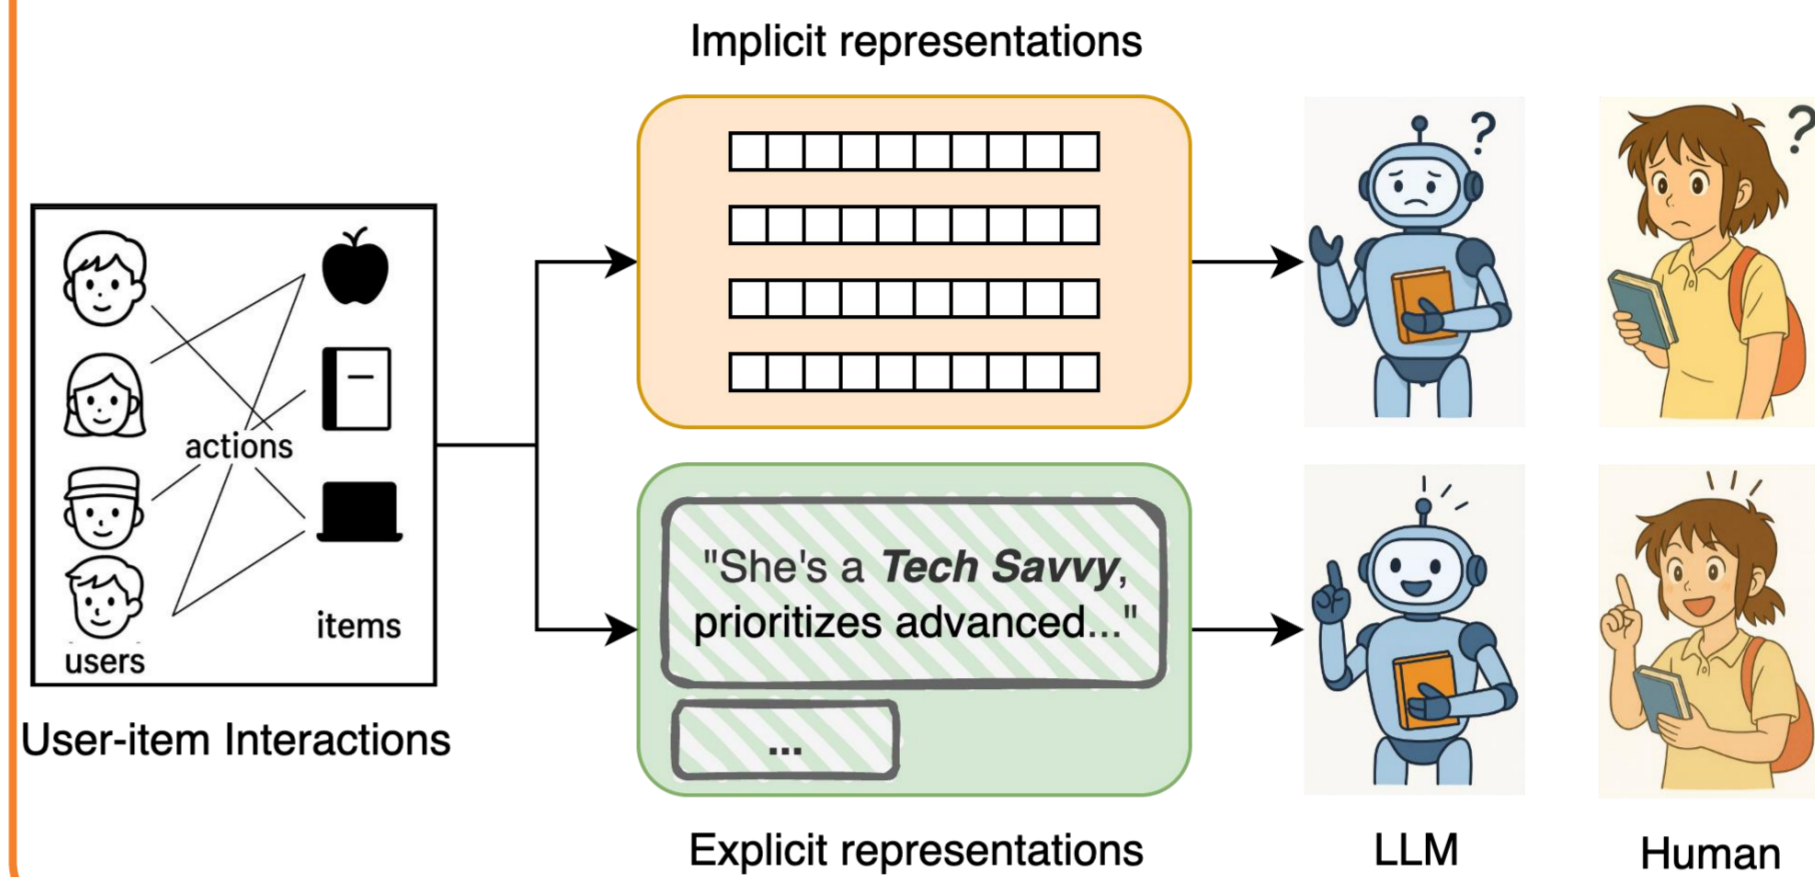 Implicit representations
?
?
actions
items
users
User-item Interactions
"She's a Tech Savvy,
prioritizes advanced..."
...
Explicit representations
LLM
Human